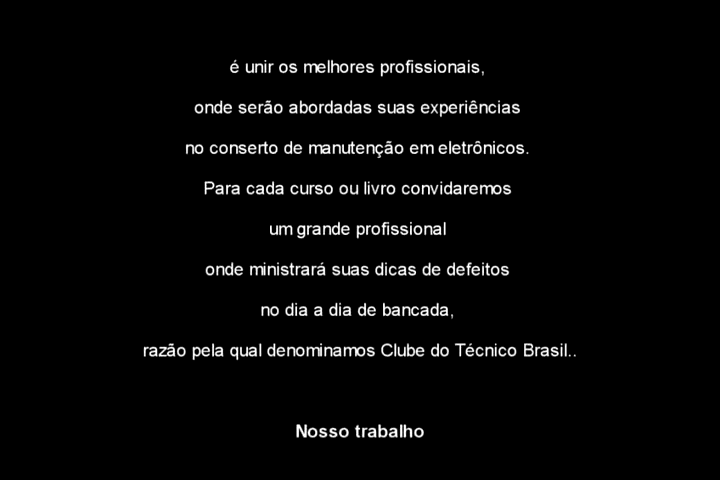 é unir os melhores profissionais,
onde serão abordadas suas experiências
no conserto de manutenção em eletrônicos.
Para cada curso ou livro convidaremos
um grande profissional
onde ministrará suas dicas de defeitos
no dia a dia de bancada,
razão pela qual denominamos Clube do Técnico Brasil..
Nosso trabalho